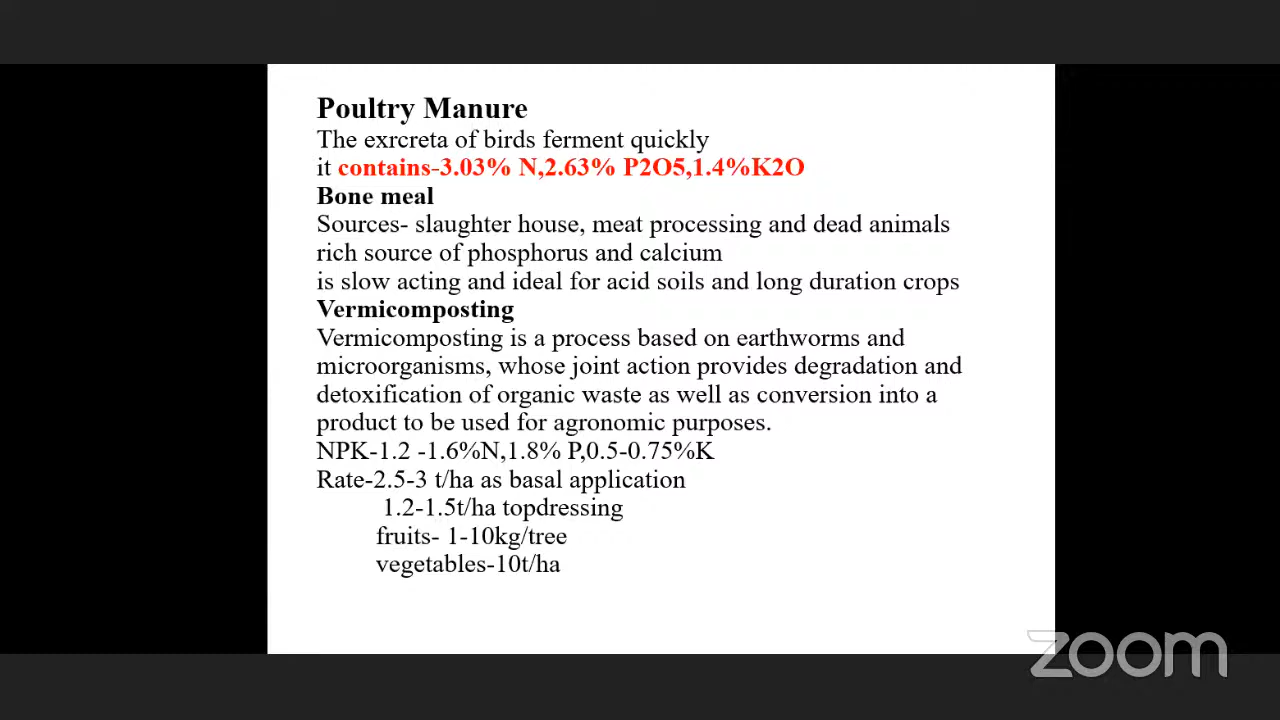 Poultry Manure
The exrcreta of birds ferment quickly
it contains-3.03% N,2.63% P2O5,1.4%K2O
Bone meal
Sources- slaughter house, meat processing and dead animals
rich source of phosphorus and calcium
is slow acting and ideal for acid soils and long duration crops
Vermicomposting
Vermicomposting is a process based on earthworms and
microorganisms, whose joint action provides degradation and
detoxification of organic waste as well as conversion into a
product to be used for agronomic purposes.
NPK-1.2 -1.6%N,1.8% P,0.5-0.75%K
Rate-2.5-3 t/ha as basal application
1.2-1.5t/ha topdressing
fruits- 1-10kg/tree
vegetables-10t/ha
zoom